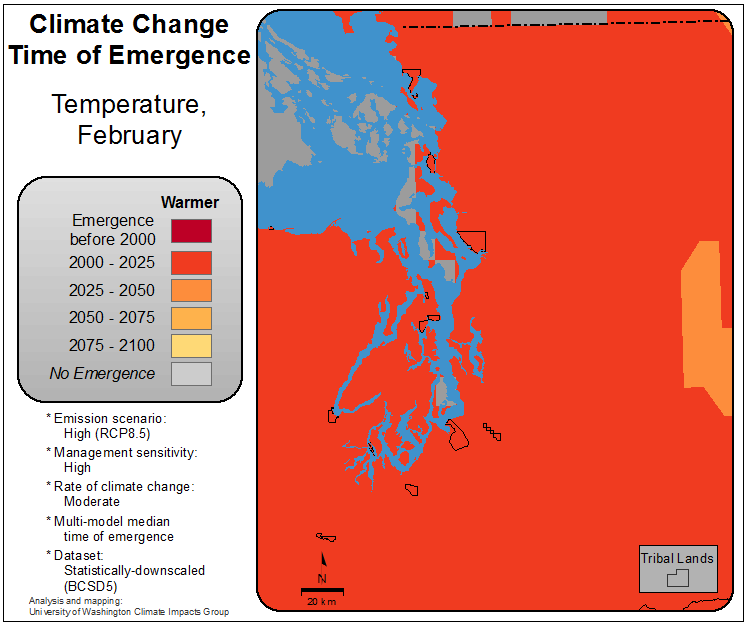 Climate Change
Time of Emergence
Temperature,
February
Warmer
Emergence
before 2000
2000 - 2025
2025 - 2050
2050 - 2075
2075 - 2100
No Emergence
* Emission scenario:
High (RCP8.5)
* Management sensitivity:
High
* Rate of climate change:
Moderate
* Multi-model median
time of emergence
* Dataset:
Statistically-downscaled
(BCSD5)
Analysis and mapping:
University of Washington Climate Impacts Group
N
20 km
Tribal Lands